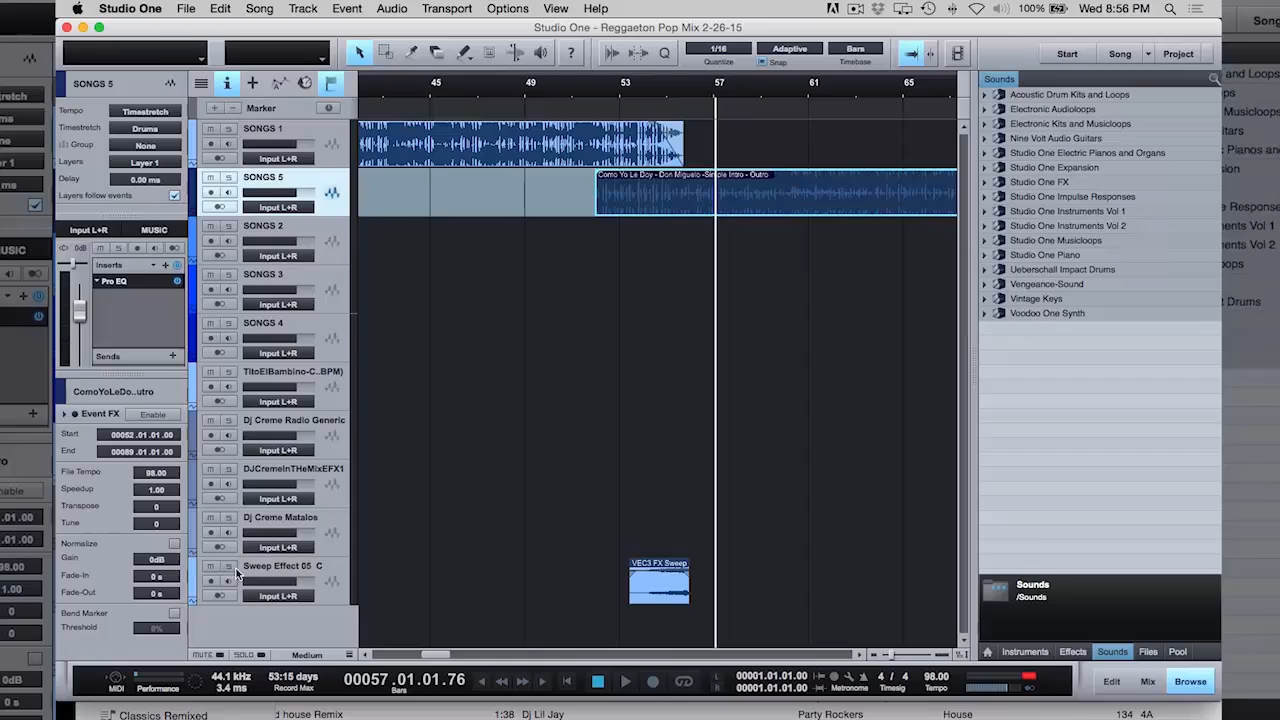 Studio One File Edit Song Track Event Audio Transport Options View Help 100% Wed 8:56 PM
Studio One - Reggaeton Pop Mix 2-26-15
? 1/16 Adaptive Bars Start Song Project
Quantize Snap Timebase
SONGS 5 45 49 53 57 61 65 Sounds
Marker
Tempo Timestretch
Timestretch Drums
Group None
Layers Layer 1
Delay 0.00 ms
Layers follow events
Input L+R MUSIC
0dB
Inserts
Pro EQ
Sends
ComoYoLeDo..utro
Event FX Enable
Start 00052.01.01.00
End 00089.01.01.00
File Tempo 98.00
Speedup 1.00
Transpose 0
Tune 0
Normalize
Gain 0dB
Fade-In 0 s
Fade-Out 0 s
Bend Marker
Threshold 0%
SONGS 1
Input L+R
SONGS 5
Input L+R
SONGS 2
Input L+R
SONGS 3
Input L+R
SONGS 4
Input L+R
TitoElBambino-C..BPM)
Input L+R
Dj Creme Radio Generic
Input L+R
DJCremeInTHeMixEFX1
Input L+R
Dj Creme Matalos
Input L+R
Sweep Effect 05 C
Input L+R
Como Yo Le Doy - Don Miguelo -Simple Intro - Outro
VEC3 FX Sweep
Acoustic Drum Kits and Loops
Electronic Audioloops
Electronic Kits and Musicloops
Nine Volt Audio Guitars
Studio One Electric Pianos and Organs
Studio One Expansion
Studio One FX
Studio One Impulse Responses
Studio One Instruments Vol 1
Studio One Instruments Vol 2
Studio One Musicloops
Studio One Piano
Ueberschall Impact Drums
Vengeance-Sound
Vintage Keys
Voodoo One Synth
Sounds
/Sounds
MUTE SOLO Medium
Instruments Effects Sounds Files Pool
MIDI Performance 44.1 kHz 3.4 ms 53:15 days Record Max 00057.01.01.76 Bars L 00001.01.01.00 R 00001.01.01.00 Metronome 4 / 4 Timesig 98.00 Tempo Edit Mix Browse
Classics Remixed d house Remix 1:38 Dj Lil Jay Party Rockers House 134 4A